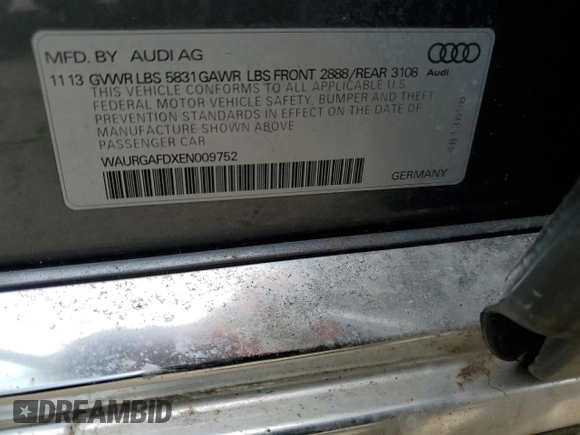 MFD. BY AUDI AG
11 13 GVWR LBS 5831 GAWR LBS FRONT 2888/REAR 3108 Audi
THIS VEHICLE CONFORMS TO ALL APPLICABLE U.S.
FEDERAL MOTOR VEHICLE SAFETY, BUMPER AND THEFT
PREVENTION STANDARDS IN EFFECT ON THE DATE OF
MANUFACTURE SHOWN ABOVE
PASSENGER CAR
WAURGAFDXEN009752
GERMANY
DREAMBID